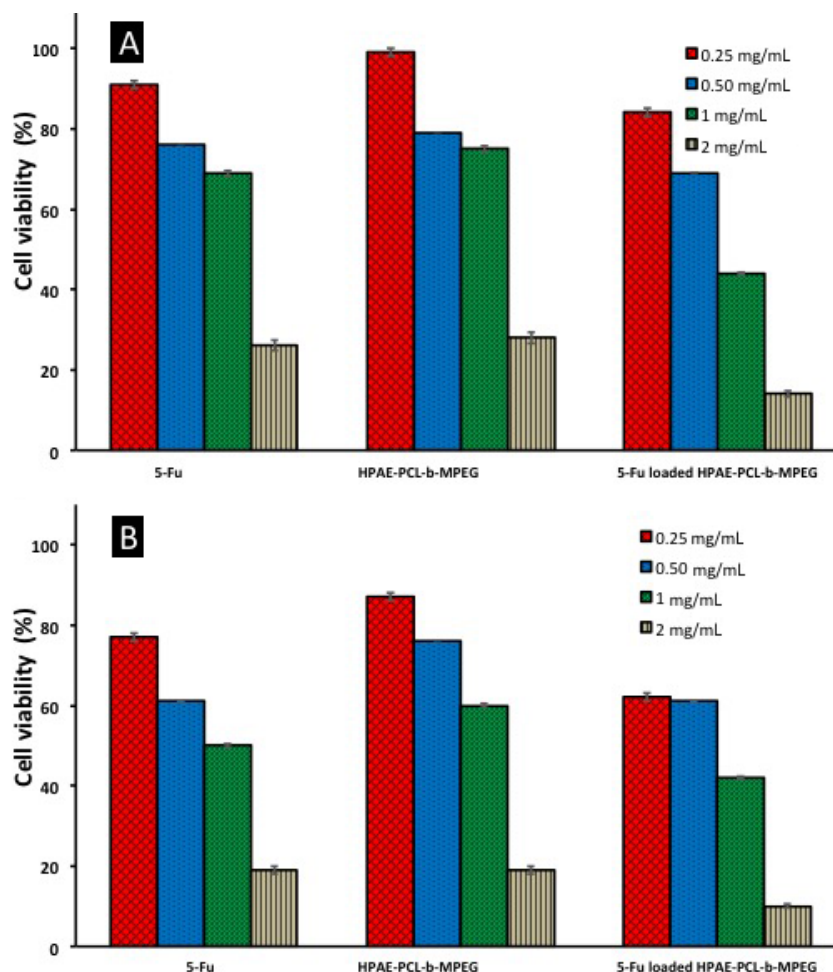 A
Cell viability (%)
100
80
60
40
20
0
0.25 mg/mL
0.50 mg/mL
1 mg/mL
2 mg/mL
5-Fu
HPAE-PCL-b-MPEG
5-Fu loaded HPAE-PCL-b-MPEG
B
Cell viability (%)
100
80
60
40
20
0
0.25 mg/mL
0.50 mg/mL
1 mg/mL
2 mg/mL
5-Fu
HPAE-PCL-b-MPEG
5-Fu loaded HPAE-PCL-b-MPEG